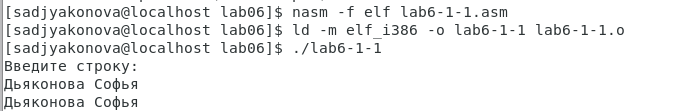 [sadjyakonova@localhost lab06]$ nasm -f elf lab6-1-1.asm
[sadjyakonova@localhost lab06]$ ld -m elf_i386 -o lab6-1-1 lab6-1-1.o
[sadjyakonova@localhost lab06]$ ./lab6-1-1
Введите строку:
Дьяконова Софья
Дьяконова Софья